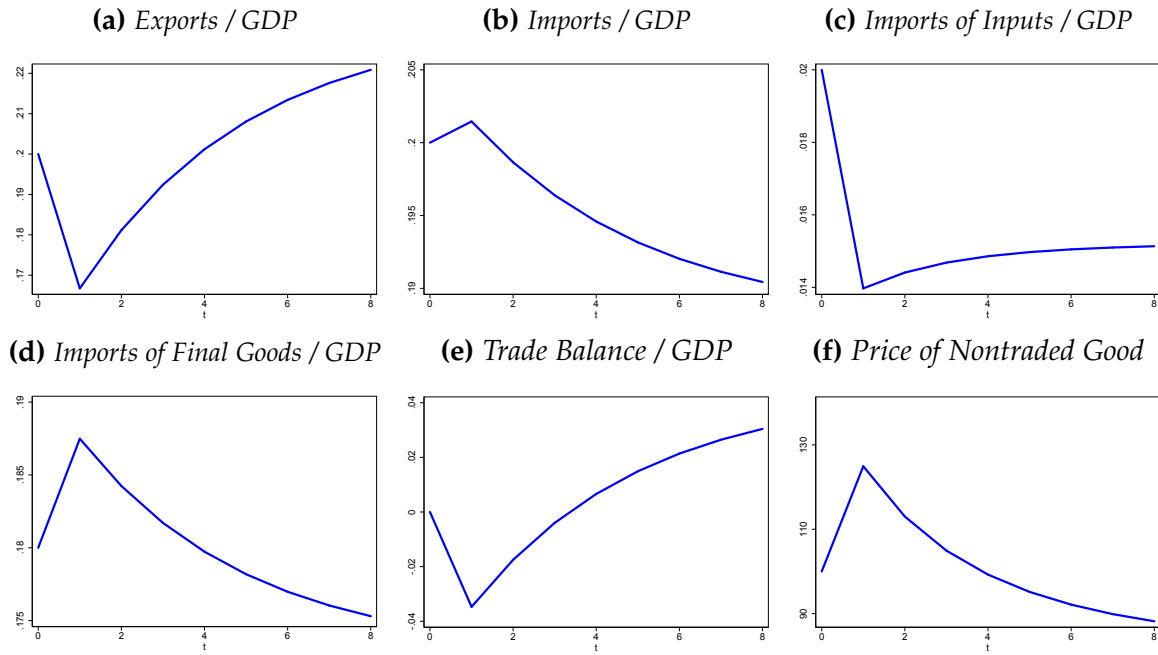 (a) Exports / GDP
(b) Imports / GDP
(c) Imports of Inputs / GDP
.22
.21
.2
.19
.18
.17
0 2 4 6 8
t
.205
.2
.195
.19
0 2 4 6 8
t
.02
.018
.016
.014
0 2 4 6 8
t
(d) Imports of Final Goods / GDP
(e) Trade Balance / GDP
(f) Price of Nontraded Good
.19
.185
.18
.175
0 2 4 6 8
t
.04
.02
0
-.02
-.04
0 2 4 6 8
t
130
110
90
0 2 4 6 8
t